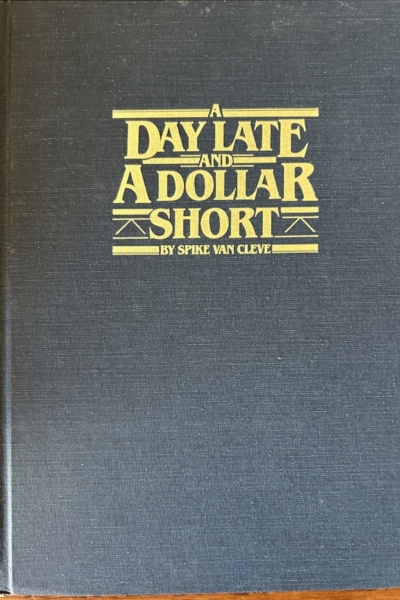 A
DAY LATE
AND
A DOLLAR
SHORT
BY SPIKE VAN CLEVE